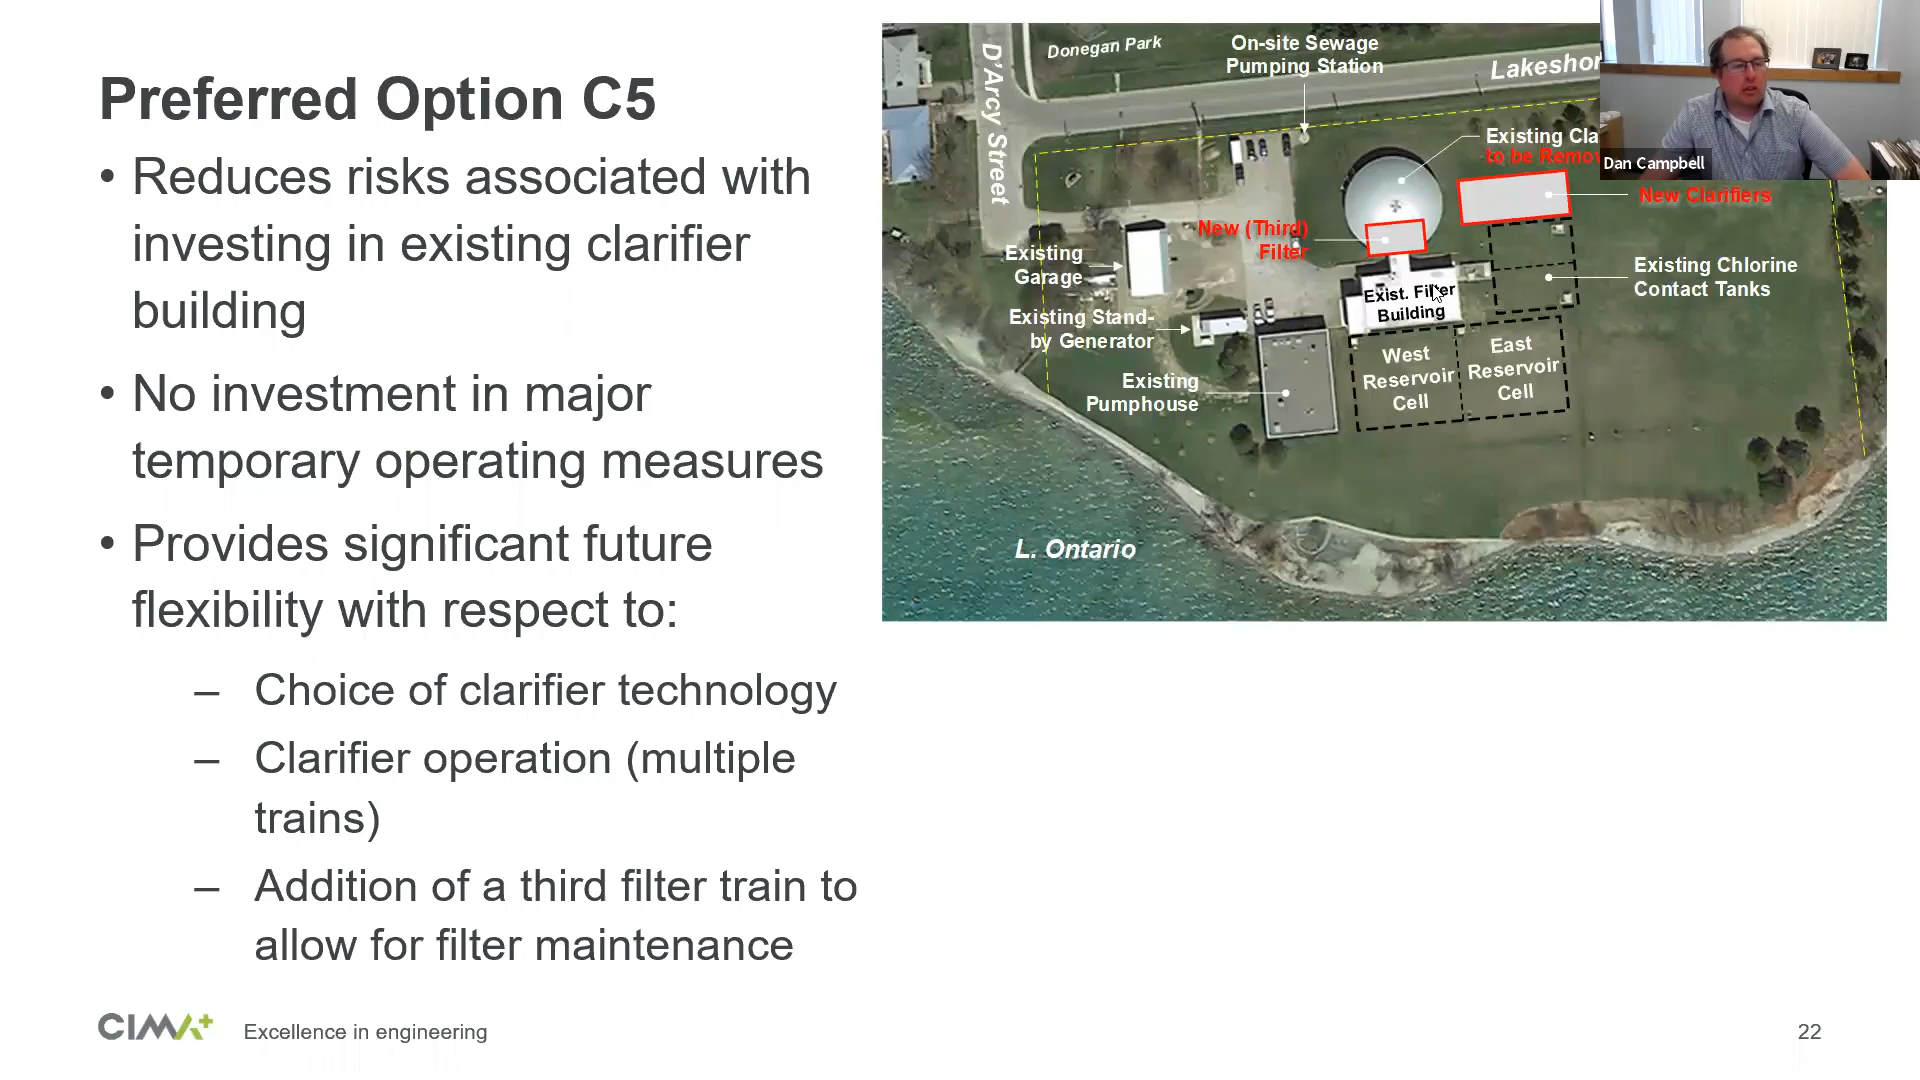 Preferred Option C5
• Reduces risks associated with
investing in existing clarifier
building
• No investment in major
temporary operating measures
• Provides significant future
flexibility with respect to:
– Choice of clarifier technology
– Clarifier operation (multiple
trains)
– Addition of a third filter train to
allow for filter maintenance
D'Arcy Street
Donegan Park
On-site Sewage
Pumping Station
Lakeshor
Existing Cla
to be Remov
Dan Campbell
New Clarifiers
New (Third)
Filter
Existing
Garage
Existing Chlorine
Contact Tanks
Exist. Filter
Building
Existing Stand-
by Generator
West
Reservoir
Cell
East
Reservoir
Cell
Existing
Pumphouse
L. Ontario
CIMA+
Excellence in engineering
22